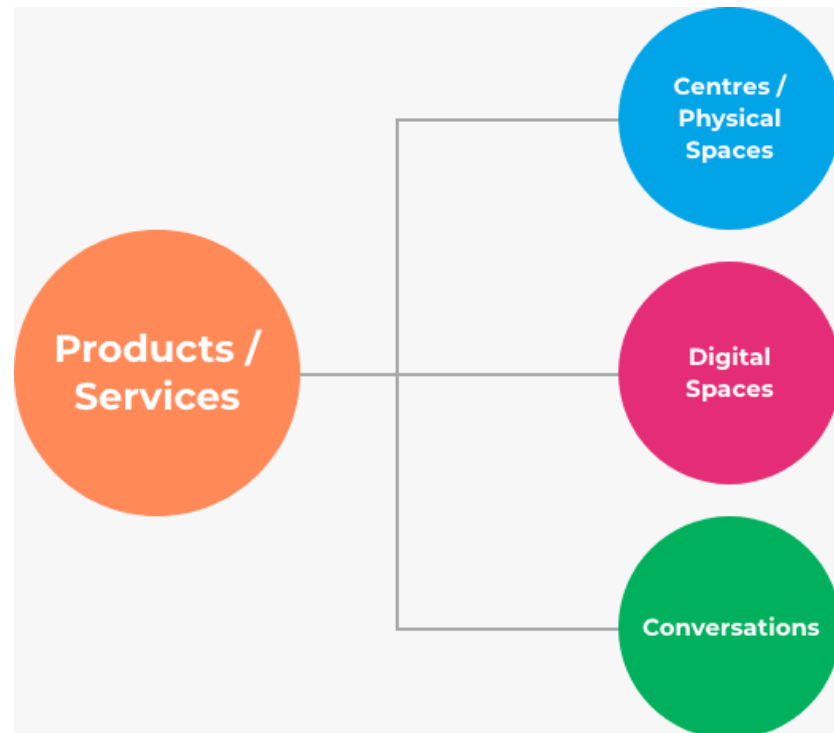 Products /
Services
Centres /
Physical
Spaces
Digital
Spaces
Conversations